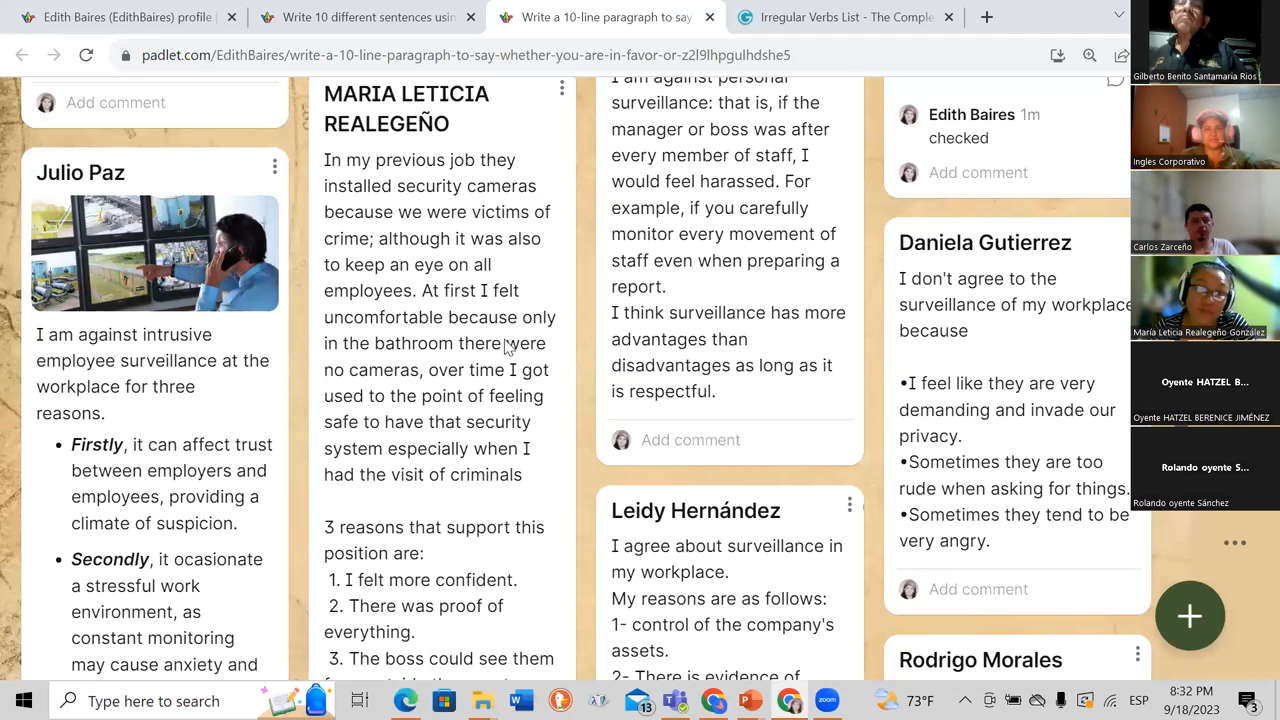 Edith Baires (EdithBaires) profile |
Write 10 different sentences usin
Write a 10-line paragraph to say
Irregular Verbs List - The Comple
padlet.com/EdithBaires/write-a-10-line-paragraph-to-say-whether-you-are-in-favor-or-z2l9lhpgulhdshe5
Add comment
Julio Paz
I am against intrusive
employee surveillance at the
workplace for three
reasons.
• Firstly, it can affect trust
between employers and
employees, providing a
climate of suspicion.
• Secondly, it ocasionate
a stressful work
environment, as
constant monitoring
may cause anxiety and
MARIA LETICIA
REALEGEÑO
In my previous job they
installed security cameras
because we were victims of
crime; although it was also
to keep an eye on all
employees. At first I felt
uncomfortable because only
in the bathroom there were
no cameras, over time I got
used to the point of feeling
safe to have that security
system especially when I
had the visit of criminals
3 reasons that support this
position are:
1. I felt more confident.
2. There was proof of
everything.
3. The boss could see them
I am against personal
surveillance: that is, if the
manager or boss was after
every member of staff, I
would feel harassed. For
example, if you carefully
monitor every movement of
staff even when preparing a
report.
I think surveillance has more
advantages than
disadvantages as long as it
is respectful.
Add comment
Leidy Hernández
I agree about surveillance in
my workplace.
My reasons are as follows:
1- control of the company's
assets.
2- There is evidence of
Edith Baires 1m
checked
Add comment
Daniela Gutierrez
I don't agree to the
surveillance of my workplace
because
•I feel like they are very
demanding and invade our
privacy.
•Sometimes they are too
rude when asking for things.
•Sometimes they tend to be
very angry.
Add comment
Rodrigo Morales
Gilberto Benito Santamaria Rios
Ingles Corporativo
Carlos Zarceño
María Leticia Realegeño González
Oyente HATZEL B...
Oyente HATZEL BERENICE JIMÉNEZ
Rolando oyente S...
Rolando oyente Sánchez
Type here to search
13
zoom
73°F
ESP
8:32 PM
9/18/2023
3